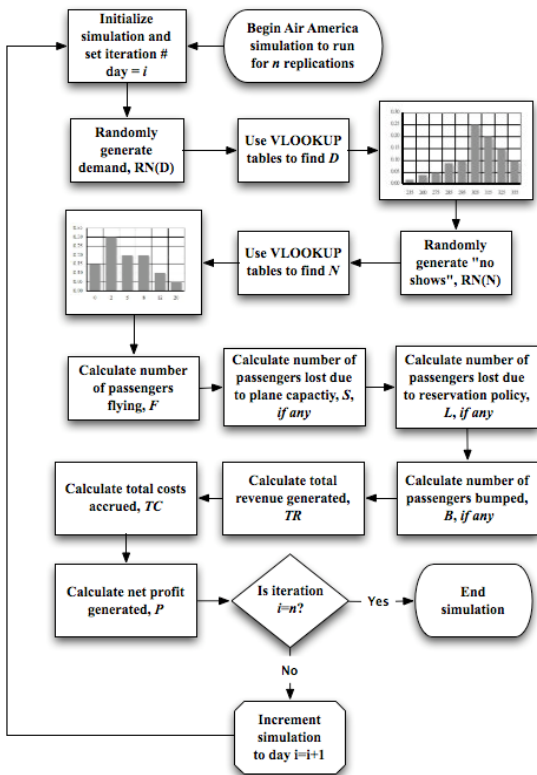 Initialize
simulation and
set iteration #
day = i
Begin Air America
simulation to run
for n replications
Randomly
generate
demand, RN(D)
Use VLOOKUP
tables to find D
Use VLOOKUP
tables to find N
Randomly
generate "no
shows", RN(N)
Calculate number
of passengers
flying, F
Calculate number of
passengers lost due
to plane capactiy, S,
if any
Calculate number of
passengers lost due
to reservation policy,
L, if any
Calculate total costs
accrued, TC
Calculate total
revenue generated,
TR
Calculate number of
passengers bumped,
B, if any
Calculate net profit
generated, P
Is iteration
i=n?
Yes
End
simulation
No
Increment
simulation
to day i=i+1